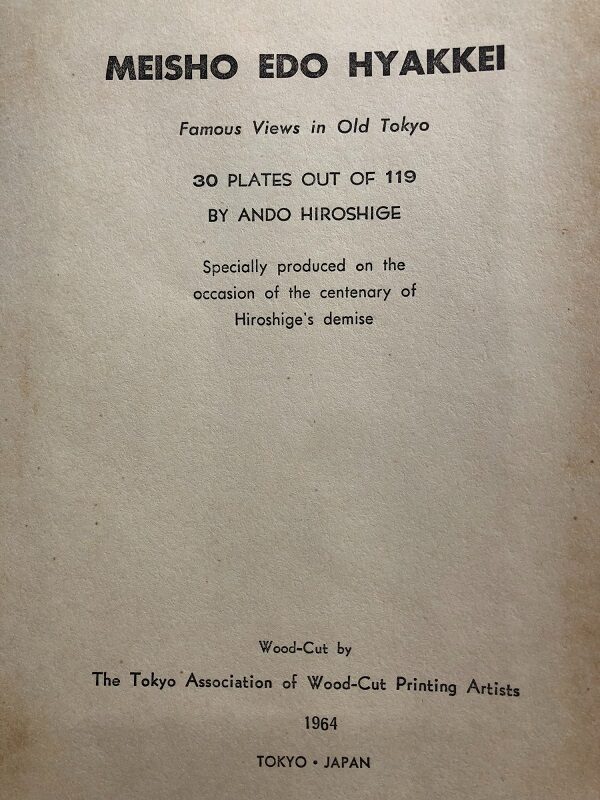 MEISHO EDO HYAKKEI
Famous Views in Old Tokyo
30 PLATES OUT OF 119
BY ANDO HIROSHIGE
Specially produced on the
occasion of the centenary of
Hiroshige's demise
Wood-Cut by
The Tokyo Association of Wood-Cut Printing Artists
1964
TOKYO • JAPAN